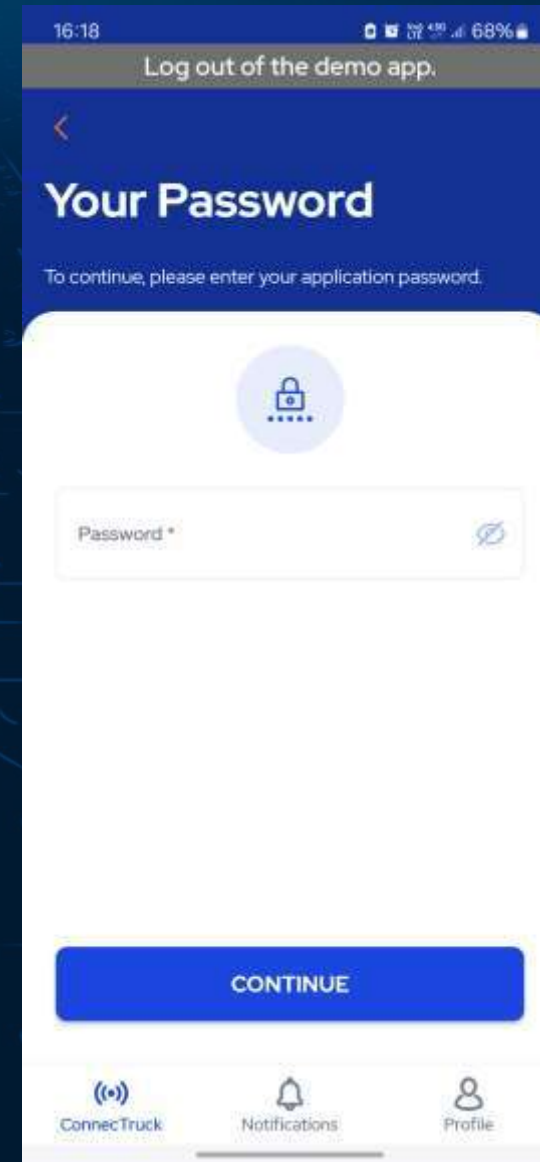 16:18
68%
Log out of the demo app.
Your Password
To continue, please enter your application password.
Password *
CONTINUE
ConnecTruck
Notifications
Profile